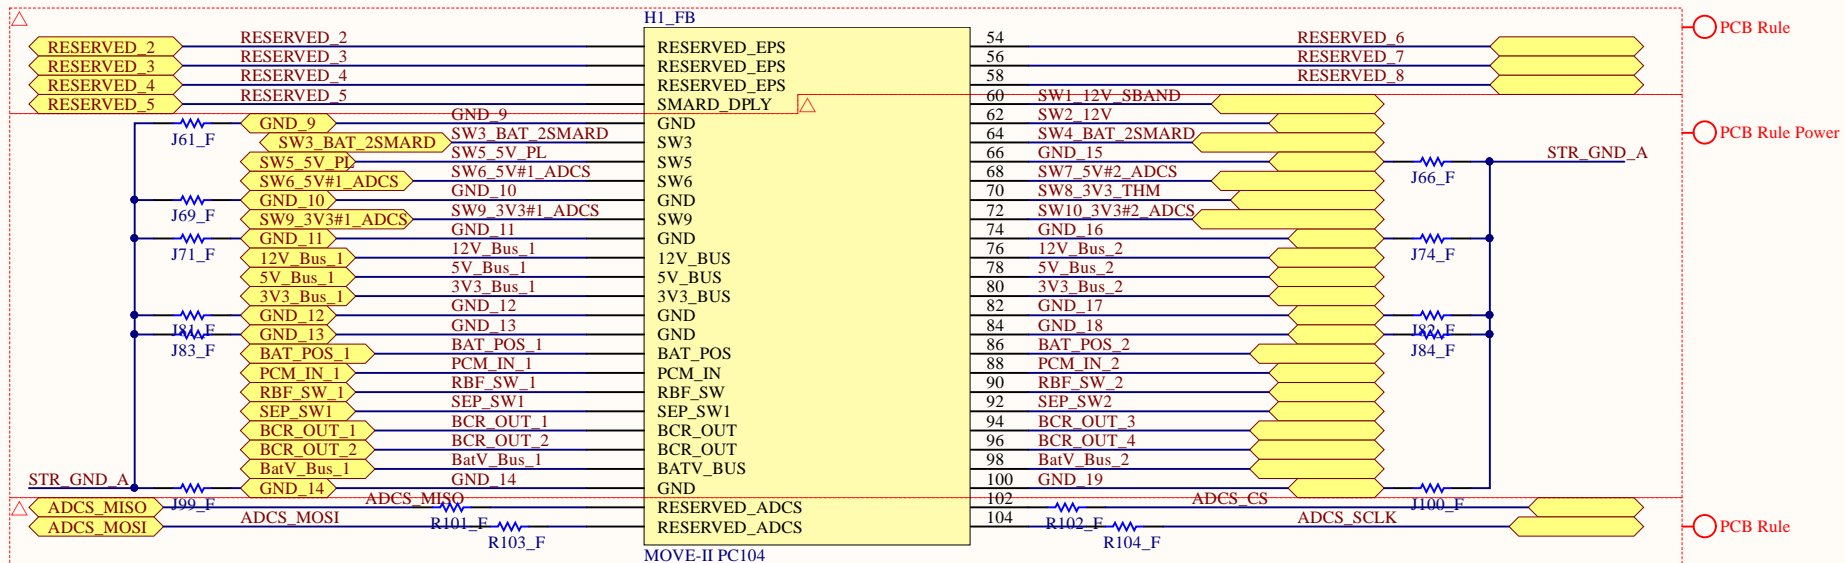 H1_FB
RESERVED_2 RESERVED_2 RESERVED_EPS 54 RESERVED_6 PCB Rule
RESERVED_3 RESERVED_3 RESERVED_EPS 56 RESERVED_7
RESERVED_4 RESERVED_4 RESERVED_EPS 58 RESERVED_8
RESERVED_5 RESERVED_5 SMARD_DPLY 60 SW1_12V_SBAND
J61_F GND_9 GND_9 GND 62 SW2_12V PCB Rule Power
SW3_BAT_2SMARD SW3_BAT_2SMARD SW3 64 SW4_BAT_2SMARD
SW5_5V_PL SW5_5V_PL SW5 66 GND_15 J66_F STR_GND_A
SW6_5V#1_ADCS SW6_5V#1_ADCS SW6 68 SW7_5V#2_ADCS
J69_F GND_10 GND_10 GND 70 SW8_3V3_THM
SW9_3V3#1_ADCS SW9_3V3#1_ADCS SW9 72 SW10_3V3#2_ADCS
J71_F GND_11 GND_11 GND 74 GND_16 J74_F
12V_Bus_1 12V_Bus_1 12V_BUS 76 12V_Bus_2
5V_Bus_1 5V_Bus_1 5V_BUS 78 5V_Bus_2
3V3_Bus_1 3V3_Bus_1 3V3_BUS 80 3V3_Bus_2
J81_F GND_12 GND_12 GND 82 GND_17 J82_F
J83_F GND_13 GND_13 GND 84 GND_18 J84_F
BAT_POS_1 BAT_POS_1 BAT_POS 86 BAT_POS_2
PCM_IN_1 PCM_IN_1 PCM_IN 88 PCM_IN_2
RBF_SW_1 RBF_SW_1 RBF_SW 90 RBF_SW_2
SEP_SW1 SEP_SW1 SEP_SW1 92 SEP_SW2
BCR_OUT_1 BCR_OUT_1 BCR_OUT 94 BCR_OUT_3
BCR_OUT_2 BCR_OUT_2 BCR_OUT 96 BCR_OUT_4
BatV_Bus_1 BatV_Bus_1 BATV_BUS 98 BatV_Bus_2
STR_GND_A J99_F GND_14 GND_14 GND 100 GND_19 J100_F
ADCS_MISO ADCS_MISO R101_F RESERVED_ADCS 102 R102_F ADCS_CS
ADCS_MOSI ADCS_MOSI R103_F RESERVED_ADCS 104 R104_F ADCS_SCLK PCB Rule
MOVE-II PC104